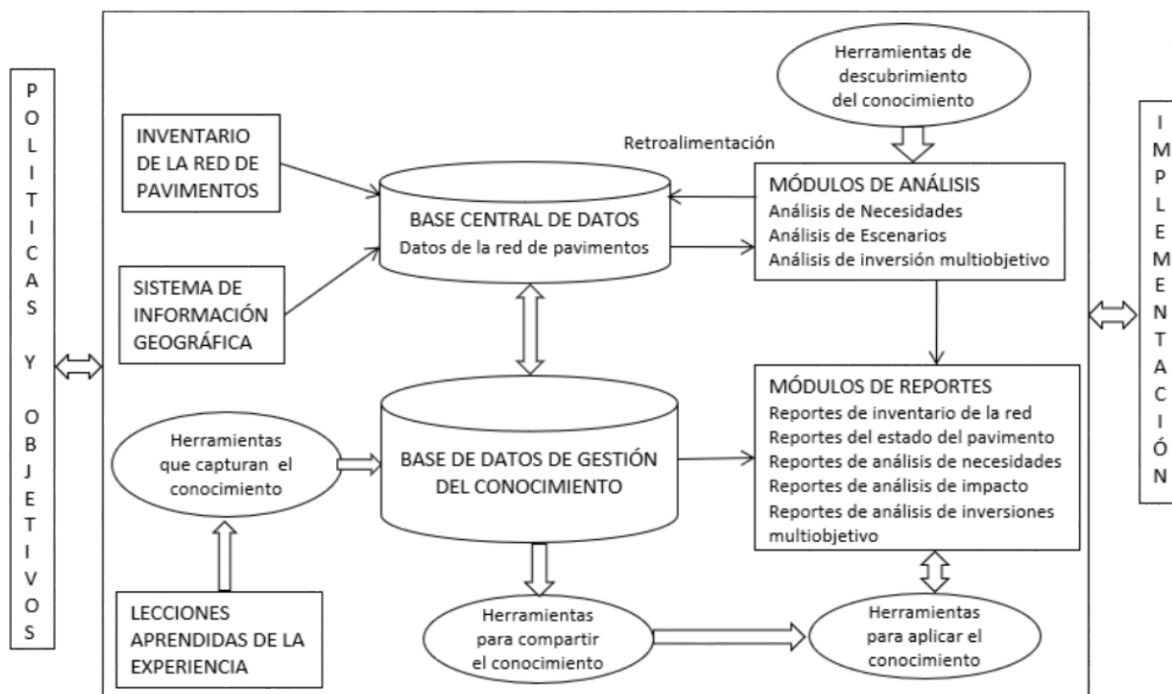 POLITICAS Y OBJETIVOS
INVENTARIO
DE LA RED DE
PAVIMENTOS
SISTEMA DE
INFORMACIÓN
GEOGRÁFICA
Herramientas
que capturan el
conocimiento
LECCIONES
APRENDIDAS DE LA
EXPERIENCIA
BASE CENTRAL DE DATOS
Datos de la red de pavimentos
BASE DE DATOS DE GESTIÓN
DEL CONOCIMIENTO
Herramientas
para compartir
el conocimiento
Retroalimentación
Herramientas de
descubrimiento
del conocimiento
MÓDULOS DE ANÁLISIS
Análisis de Necesidades
Análisis de Escenarios
Análisis de inversión multiobjetivo
MÓDULOS DE REPORTES
Reportes de inventario de la red
Reportes del estado del pavimento
Reportes de análisis de necesidades
Reportes de análisis de impacto
Reportes de análisis de inversiones
multiobjetivo
Herramientas
para aplicar el
conocimiento
IMPLEMENTACIÓN